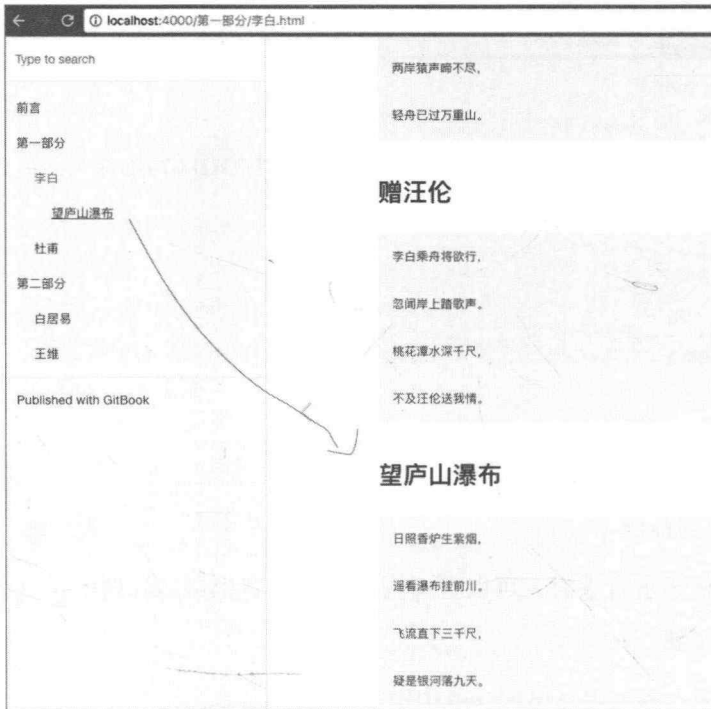 localhost:4000/第一部分/李白.html
Type to search
前言
第一部分
李白
望庐山瀑布
杜甫
第二部分
白居易
王维
Published with GitBook
两岸猿声啼不尽,
轻舟已过万重山。
赠汪伦
李白乘舟将欲行,
忽闻岸上踏歌声。
桃花潭水深千尺,
不及汪伦送我情。
望庐山瀑布
日照香炉生紫烟,
遥看瀑布挂前川。
飞流直下三千尺,
疑是银河落九天。